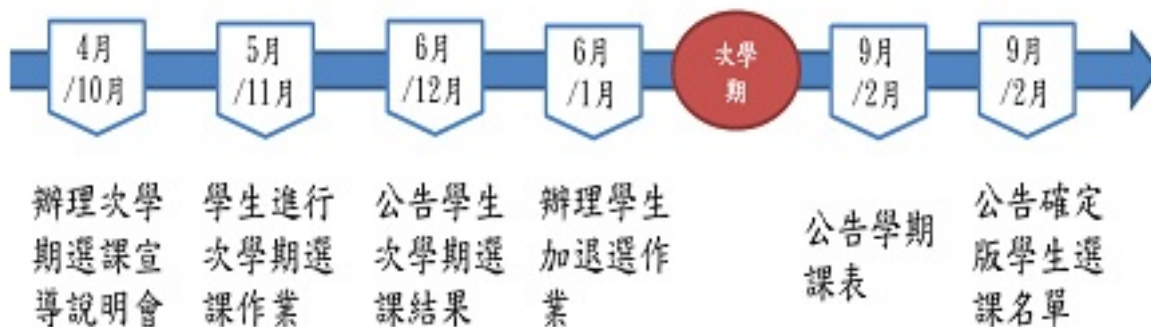 4月
/10月
5月
/11月
6月
/12月
6月
/1月
次學
期
9月
/2月
9月
/2月
辦理次學
期選課宣
導說明會
學生進行
次學期選
課作業
公告學生
次學期選
課結果
辦理學生
加退選作
業
公告學期
課表
公告確定
版學生選
課名單